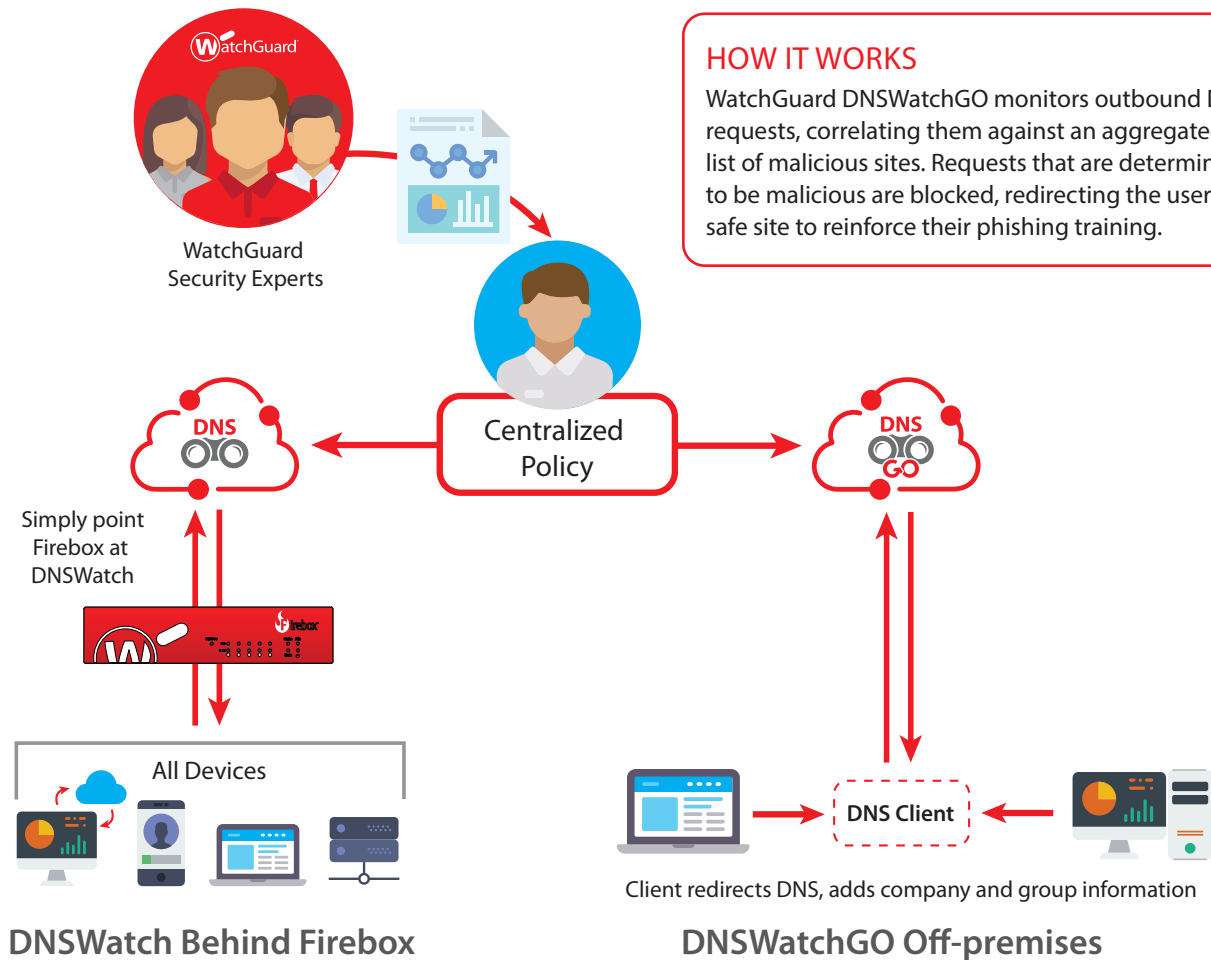 WatchGuard
WatchGuard
Security Experts
HOW IT WORKS
WatchGuard DNSWatchGO monitors outbound
requests, correlating them against an aggregated
list of malicious sites. Requests that are
to be malicious are blocked, redirecting the user
safe site to reinforce their phishing training.
Centralized
Policy
DNS
DNS
GO
Simply point
Firebox at
DNSWatch
Firebox
W
All Devices
DNS Client
Client redirects DNS, adds company and group information
DNSWatch Behind Firebox
DNSWatchGO Off-premises